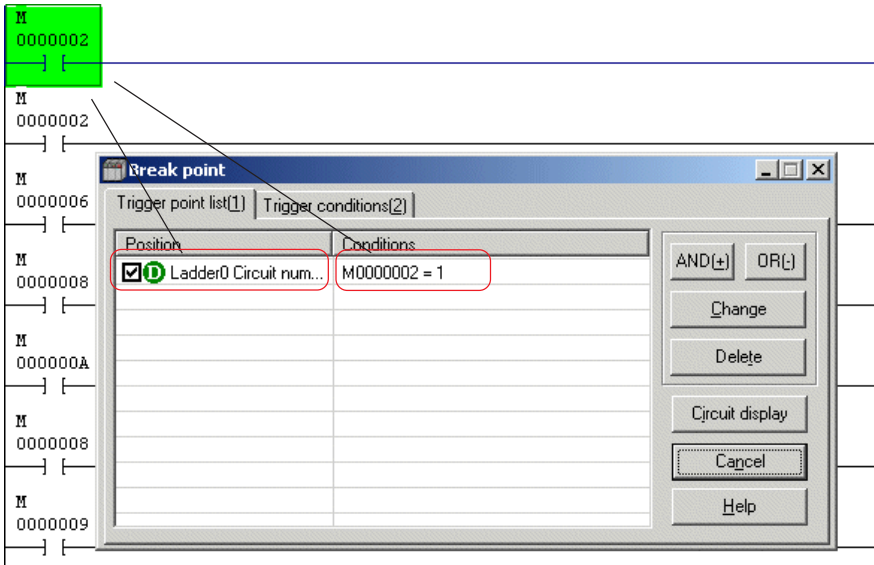 M
0000002
M
0000002
M
0000006
M
0000008
M
000000A
M
0000008
M
0000009
Break point
Trigger point list(1) Trigger conditions(2)
Position Conditions
D Ladder0 Circuit num... M0000002 = 1
AND(+) OR(-)
Change
Delete
Circuit display
Cancel
Help